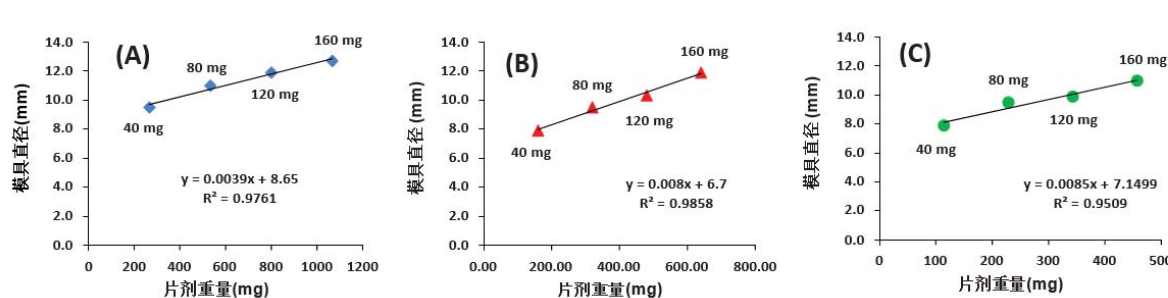 (A)
14.0
12.0
10.0
8.0
6.0
4.0
2.0
0.0
模具直径(mm)
160 mg
80 mg
120 mg
40 mg
y = 0.0039x + 8.65
R² = 0.9761
0 200 400 600 800 1000 1200
片剂重量(mg)
(B)
14.0
12.0
10.0
8.0
6.0
4.0
2.0
0.0
模具直径 (mm)
160 mg
80 mg
120 mg
40 mg
y = 0.008x + 6.7
R² = 0.9858
0.00 200.00 400.00 600.00 800.00
片剂重量(mg)
(C)
14.0
12.0
10.0
8.0
6.0
4.0
2.0
0.0
模具直径(mm)
160 mg
80 mg
120 mg
40 mg
y = 0.0085x + 7.1499
R² = 0.9509
0 100 200 300 400 500
片剂重量(mg)